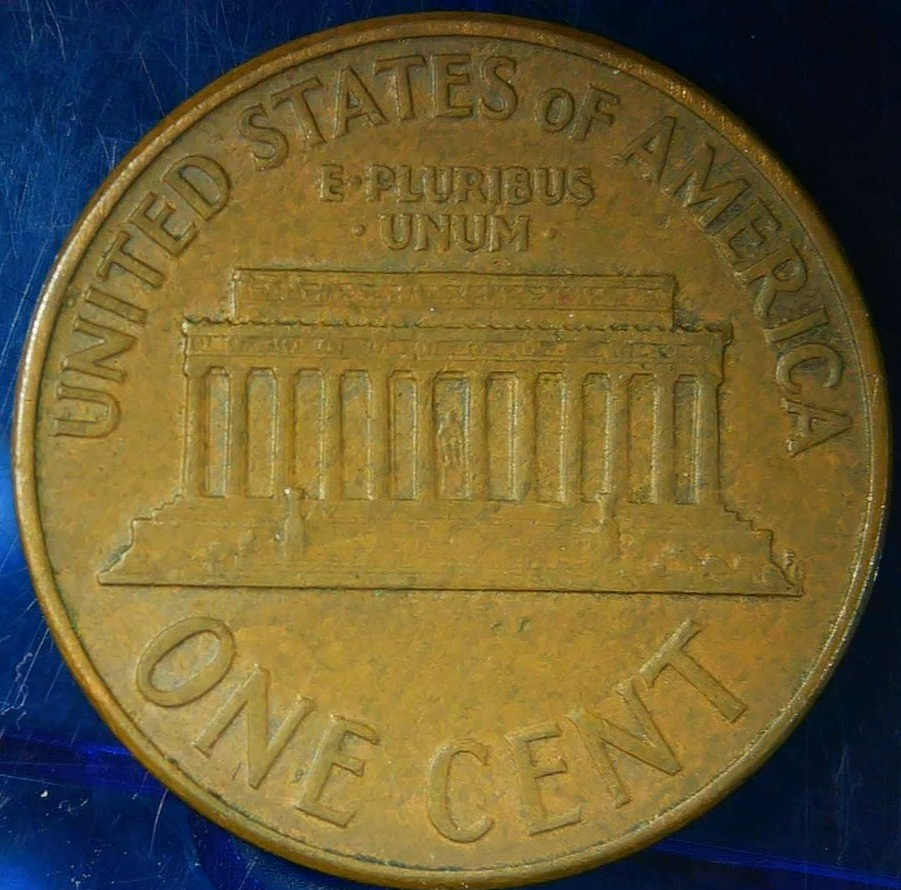 UNITED STATES OF AMERICA
E·PLURIBUS
·UNUM·
ONE CENT